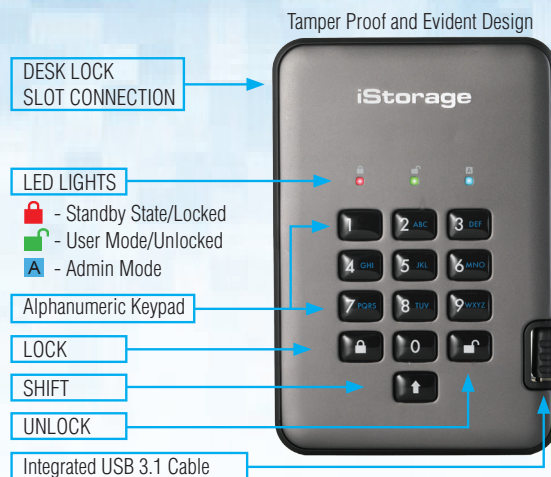 Tamper Proof and Evident Design
DESK LOCK
SLOT CONNECTION
iStorage
LED LIGHTS
- Standby State/Locked
- User Mode/Unlocked
A - Admin Mode
A
1
2 ABC
3 DEF
4 GHI
5 JKL
6 MNO
Alphanumeric Keypad
7 PQRS
8 TUV
9 WXYZ
LOCK
0
SHIFT
UNLOCK
Integrated USB 3.1 Cable